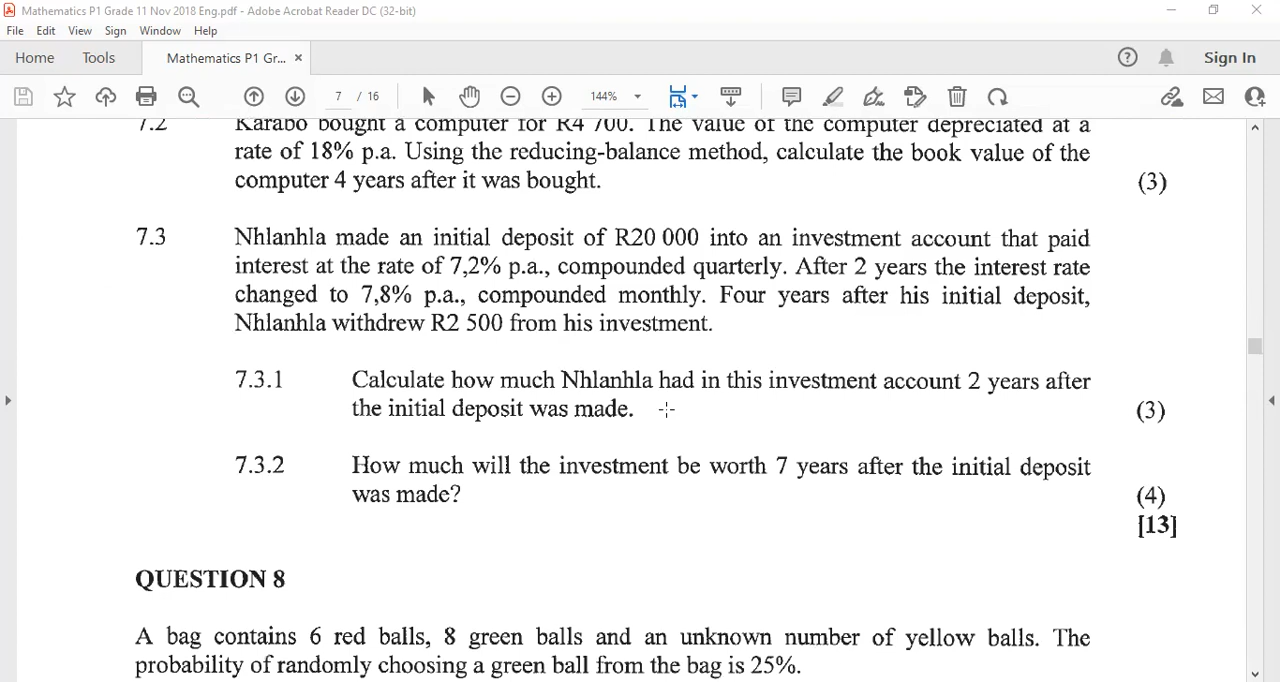 Mathematics P1 Grade 11 Nov 2018 Eng.pdf - Adobe Acrobat Reader DC (32-bit)
File Edit View Sign Window Help
Home Tools Mathematics P1 Gr... × Sign In
7 / 16 144%
7.2 Karabo bought a computer for R4 700. The value of the computer depreciated at a
rate of 18% p.a. Using the reducing-balance method, calculate the book value of the
computer 4 years after it was bought. (3)
7.3 Nhlanhla made an initial deposit of R20 000 into an investment account that paid
interest at the rate of 7,2% p.a., compounded quarterly. After 2 years the interest rate
changed to 7,8% p.a., compounded monthly. Four years after his initial deposit,
Nhlanhla withdrew R2 500 from his investment.
7.3.1 Calculate how much Nhlanhla had in this investment account 2 years after
the initial deposit was made. (3)
7.3.2 How much will the investment be worth 7 years after the initial deposit
was made? (4)
[13]
QUESTION 8
A bag contains 6 red balls, 8 green balls and an unknown number of yellow balls. The
probability of randomly choosing a green ball from the bag is 25%.